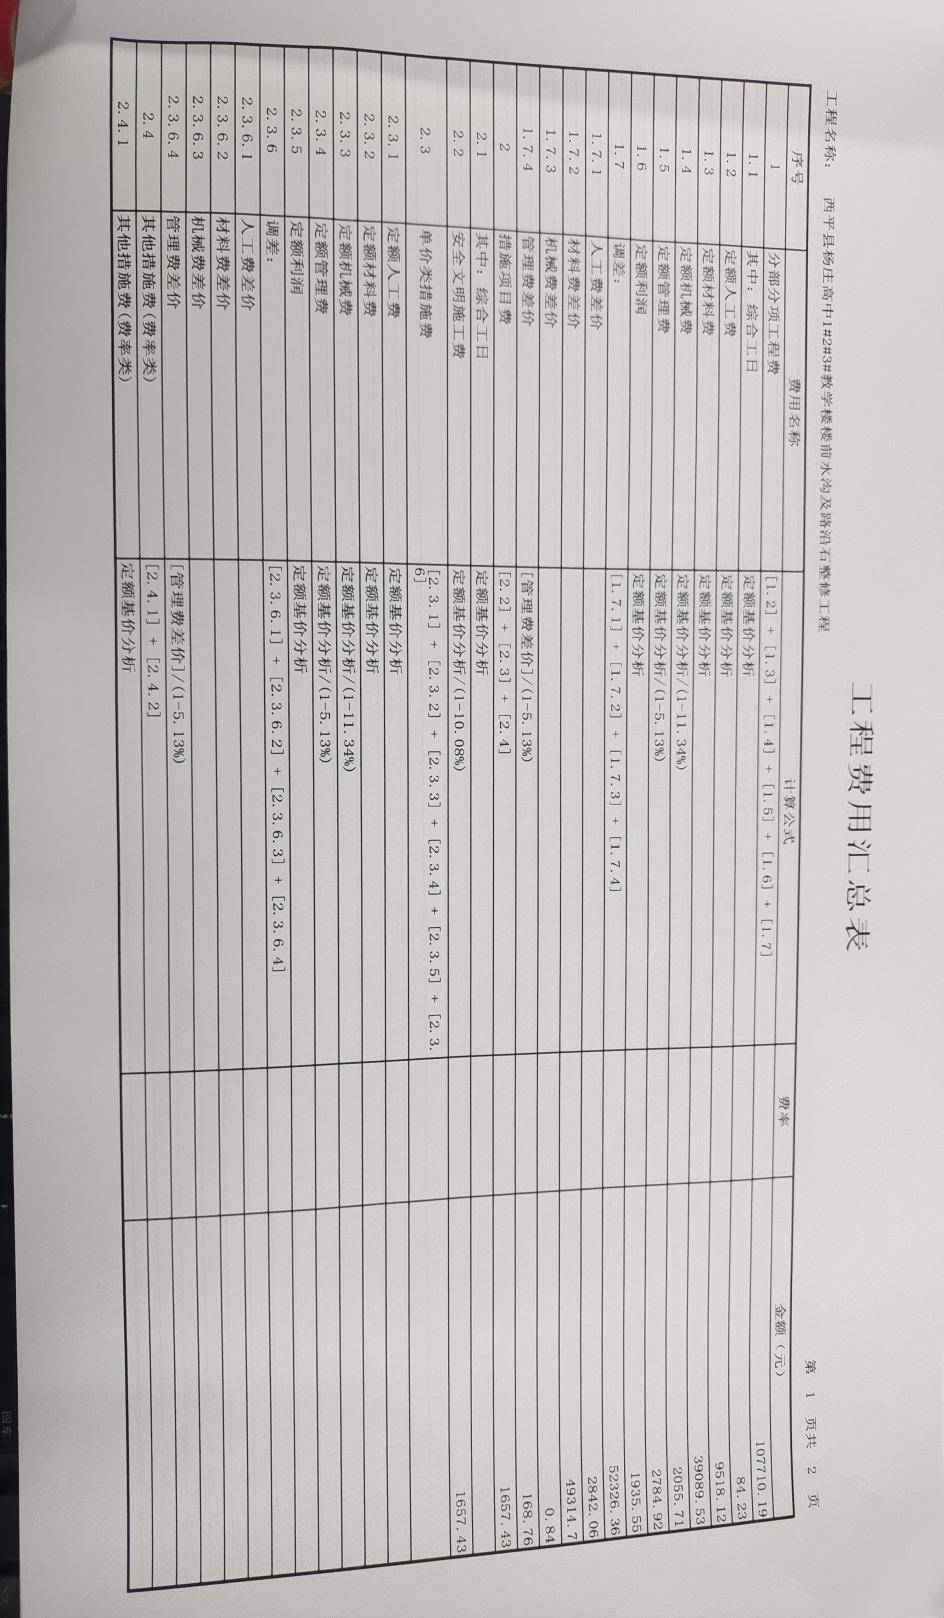 工程费用汇总表
工程名称： 西平县杨庄高中1#2#3#教学楼楼前水沟及路沿石整修工程 第 1 页共 2 页
序号 费用名称 计算公式 费率 金额（元）
1 分部分项工程费 [1.2] + [1.3] + [1.4] + [1.5] + [1.6] + [1.7] 107710.19
1.1 其中：综合工日 定额基价分析 84.23
1.2 定额人工费 定额基价分析 9518.12
1.3 定额材料费 定额基价分析 39089.53
1.4 定额机械费 定额基价分析/(1-11.34%) 2055.71
1.5 定额管理费 定额基价分析/(1-5.13%) 2784.92
1.6 定额利润 定额基价分析 1935.55
1.7 调差： [1.7.1] + [1.7.2] + [1.7.3] + [1.7.4] 52326.36
1.7.1 人工费差价 2842.06
1.7.2 材料费差价 49314.7
1.7.3 机械费差价 0.84
1.7.4 管理费差价 [管理费差价]/(1-5.13%) 168.76
2 措施项目费 [2.2] + [2.3] + [2.4] 1657.43
2.1 其中：综合工日 定额基价分析
2.2 安全文明施工费 定额基价分析/(1-10.08%) 1657.43
2.3 单价类措施费 [2.3.1] + [2.3.2] + [2.3.3] + [2.3.4] + [2.3.5] + [2.3.
6]
2.3.1 定额人工费 定额基价分析
2.3.2 定额材料费 定额基价分析
2.3.3 定额机械费 定额基价分析/(1-11.34%)
2.3.4 定额管理费 定额基价分析/(1-5.13%)
2.3.5 定额利润 定额基价分析
2.3.6 调差： [2.3.6.1] + [2.3.6.2] + [2.3.6.3] + [2.3.6.4]
2.3.6.1 人工费差价
2.3.6.2 材料费差价
2.3.6.3 机械费差价
2.3.6.4 管理费差价 [管理费差价]/(1-5.13%)
2.4 其他措施费(费率类) [2.4.1] + [2.4.2]
2.4.1 其他措施费(费率类) 定额基价分析
回车